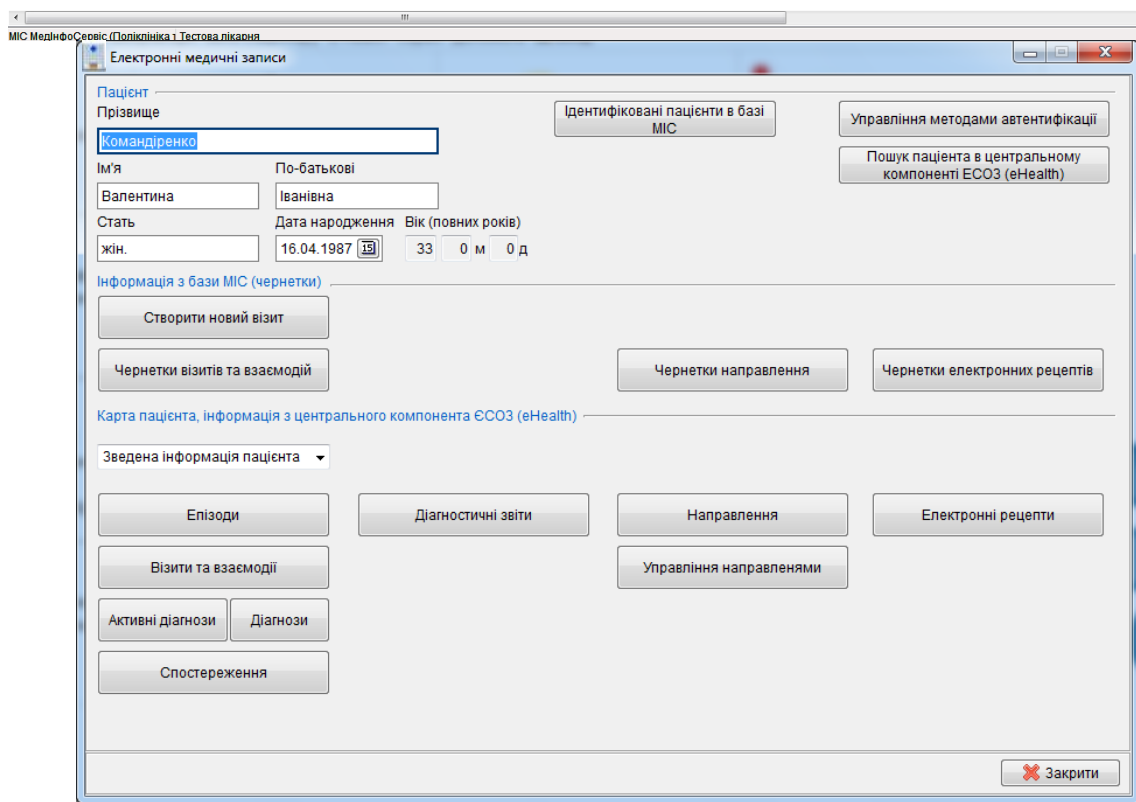 МІС МедІнфоСервіс (Поліклініка 1 Тестова лікарня
Електронні медичні записи
Пацієнт
Прізвище
Командіренко
Ідентифіковані пацієнти в базі
МІС
Управління методами автентифікації
Пошук пацієнта в центральному
компоненті ЕСОЗ (eHealth)
Ім'я
По-батькові
Валентина
Іванівна
Стать
Дата народження
Вік (повних років)
жін.
16.04.1987
15
33
0 м
0 д
Інформація з бази МІС (чернетки)
Створити новий візит
Чернетки візитів та взаємодій
Чернетки направлення
Чернетки електронних рецептів
Карта пацієнта, інформація з центрального компонента ЄСОЗ (eHealth)
Зведена інформація пацієнта
Епізоди
Діагностичні звіти
Направлення
Електронні рецепти
Візити та взаємодії
Управління направленями
Активні діагнози
Діагнози
Спостереження
Закрити